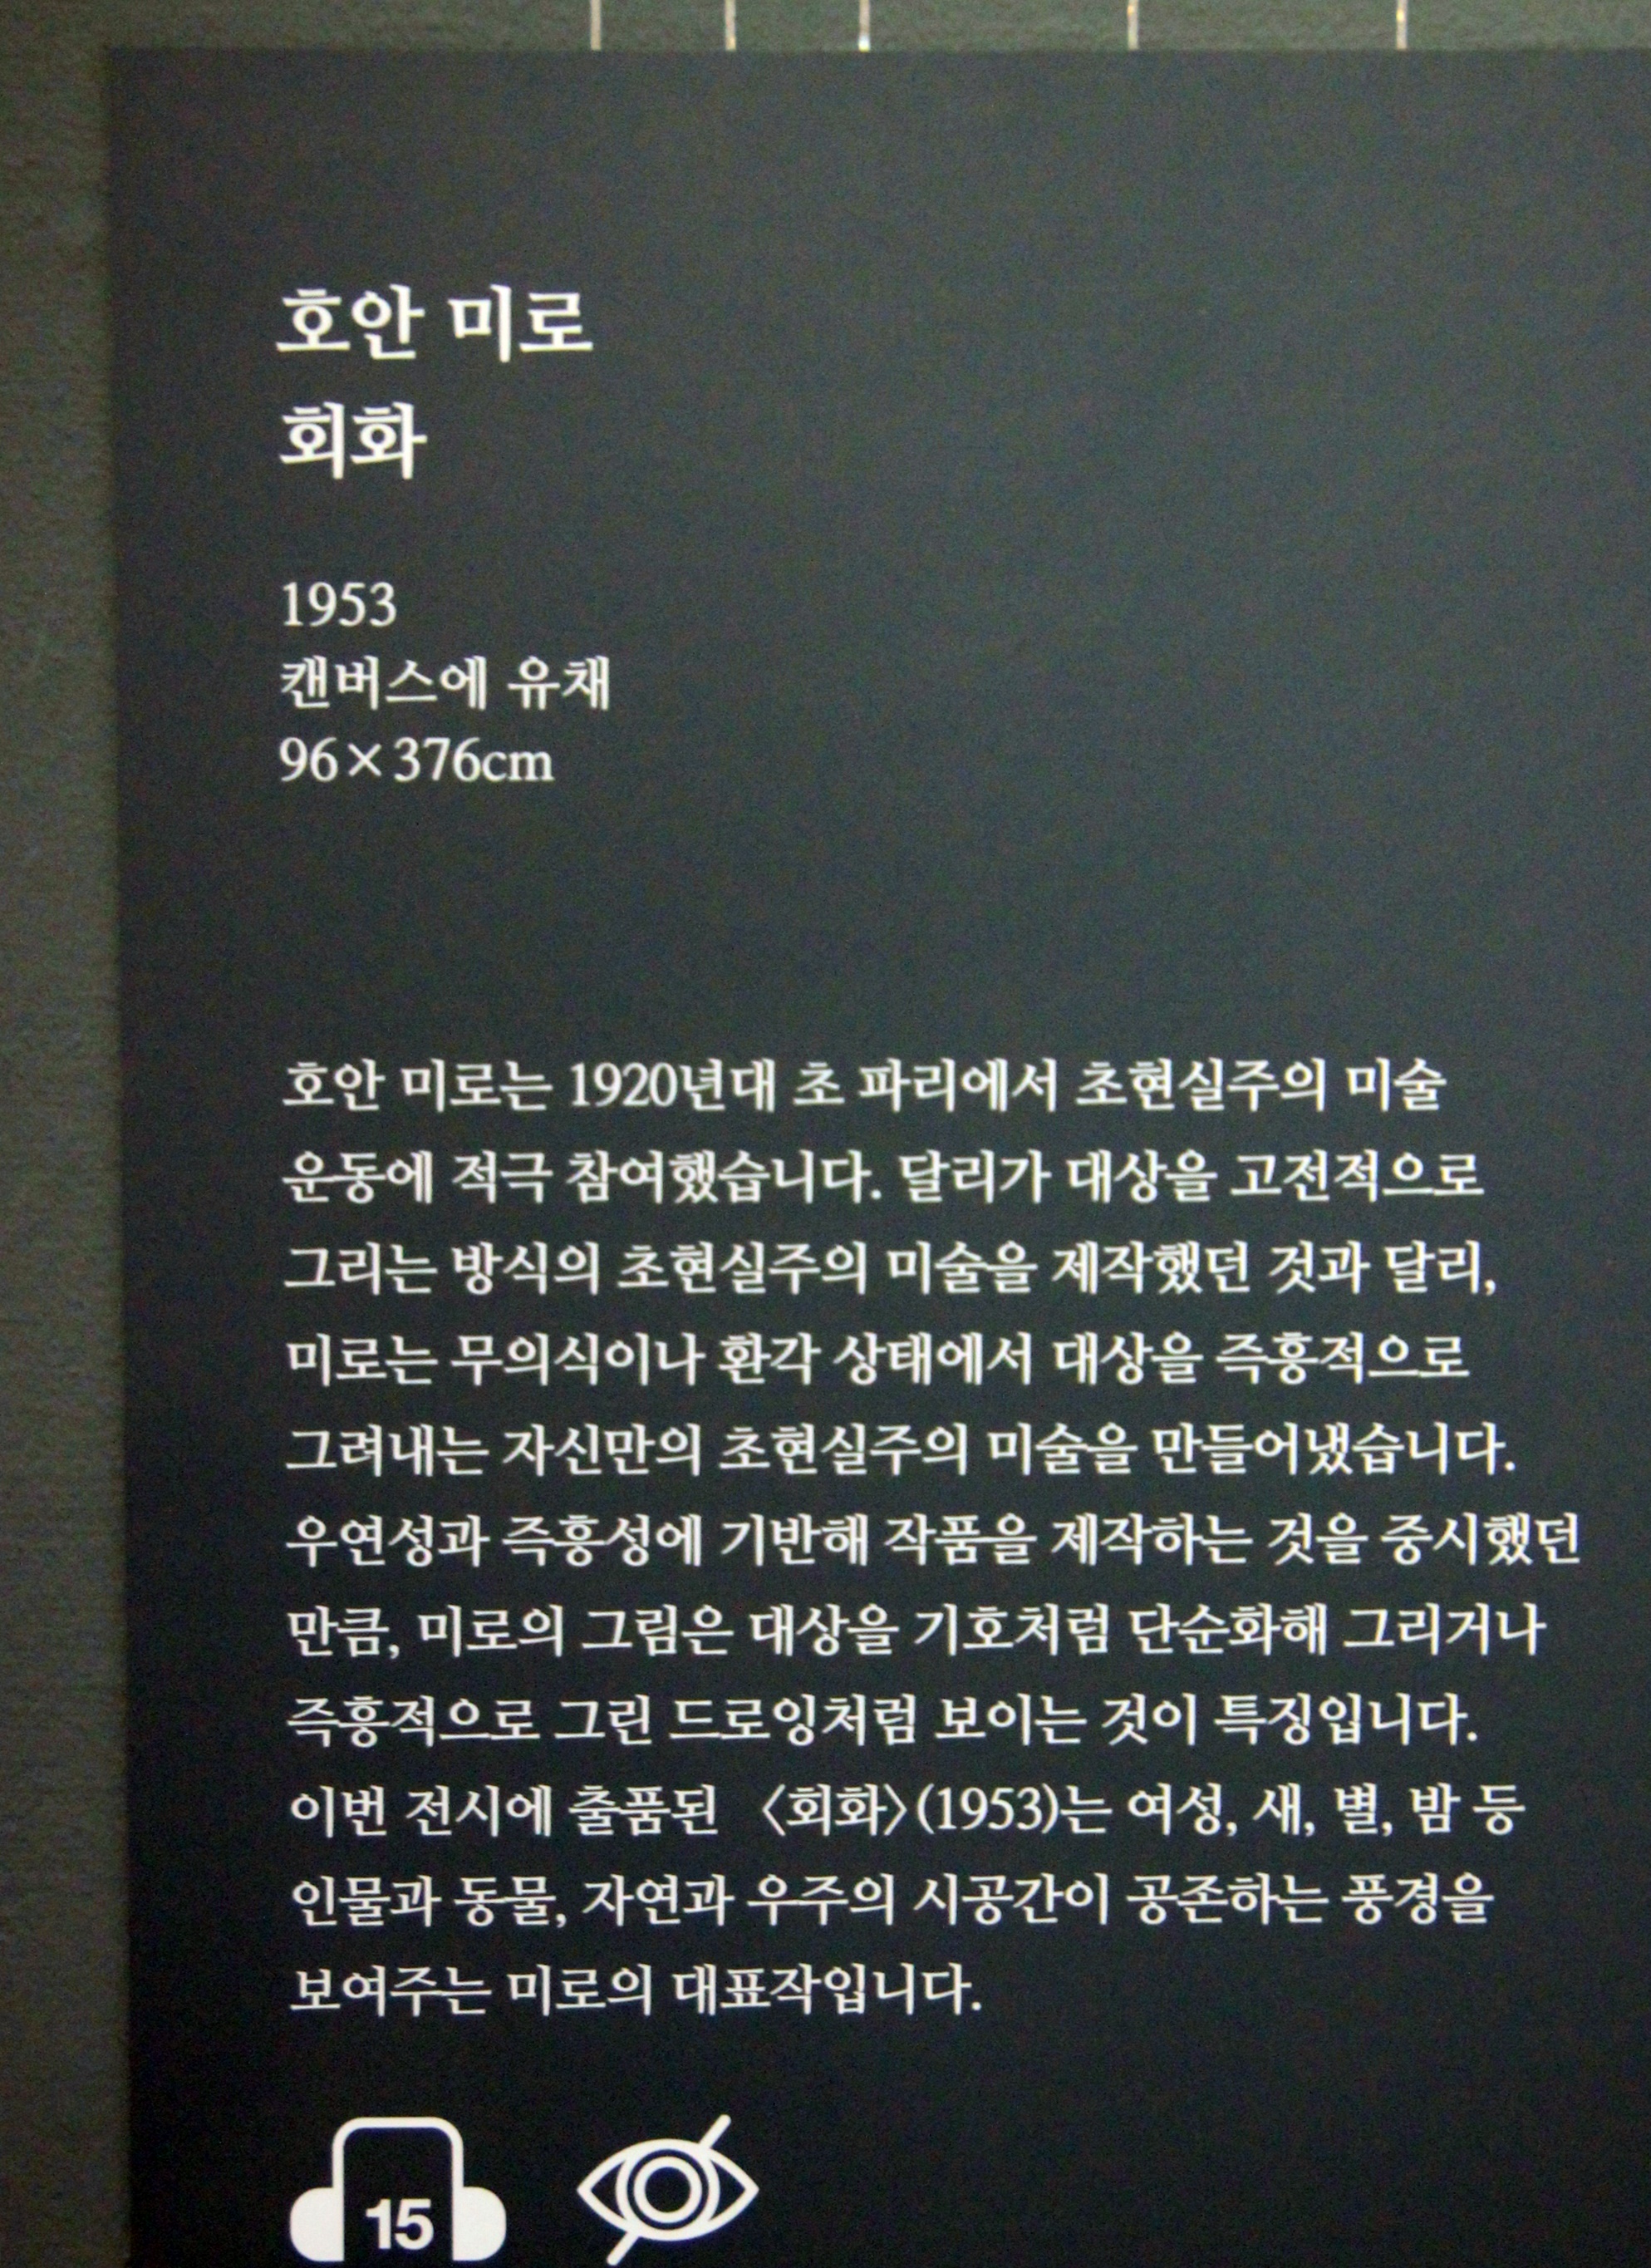 호안 미로
회화
1953
캔버스에 유채
96×376cm
호안 미로는 1920년대 초 파리에서 초현실주의 미술
운동에 적극 참여했습니다. 달리가 대상을 고전적으로
그리는 방식의 초현실주의 미술을 제작했던 것과 달리,
미로는 무의식이나 환각 상태에서 대상을 즉흥적으로
그려내는 자신만의 초현실주의 미술을 만들어냈습니다.
우연성과 즉흥성에 기반해 작품을 제작하는 것을 중시했던
만큼, 미로의 그림은 대상을 기호처럼 단순화해 그리거나
즉흥적으로 그린 드로잉처럼 보이는 것이 특징입니다.
이번 전시에 출품된 〈회화〉(1953)는 여성, 새, 별, 밤 등
인물과 동물, 자연과 우주의 시공간이 공존하는 풍경을
보여주는 미로의 대표작입니다.
15